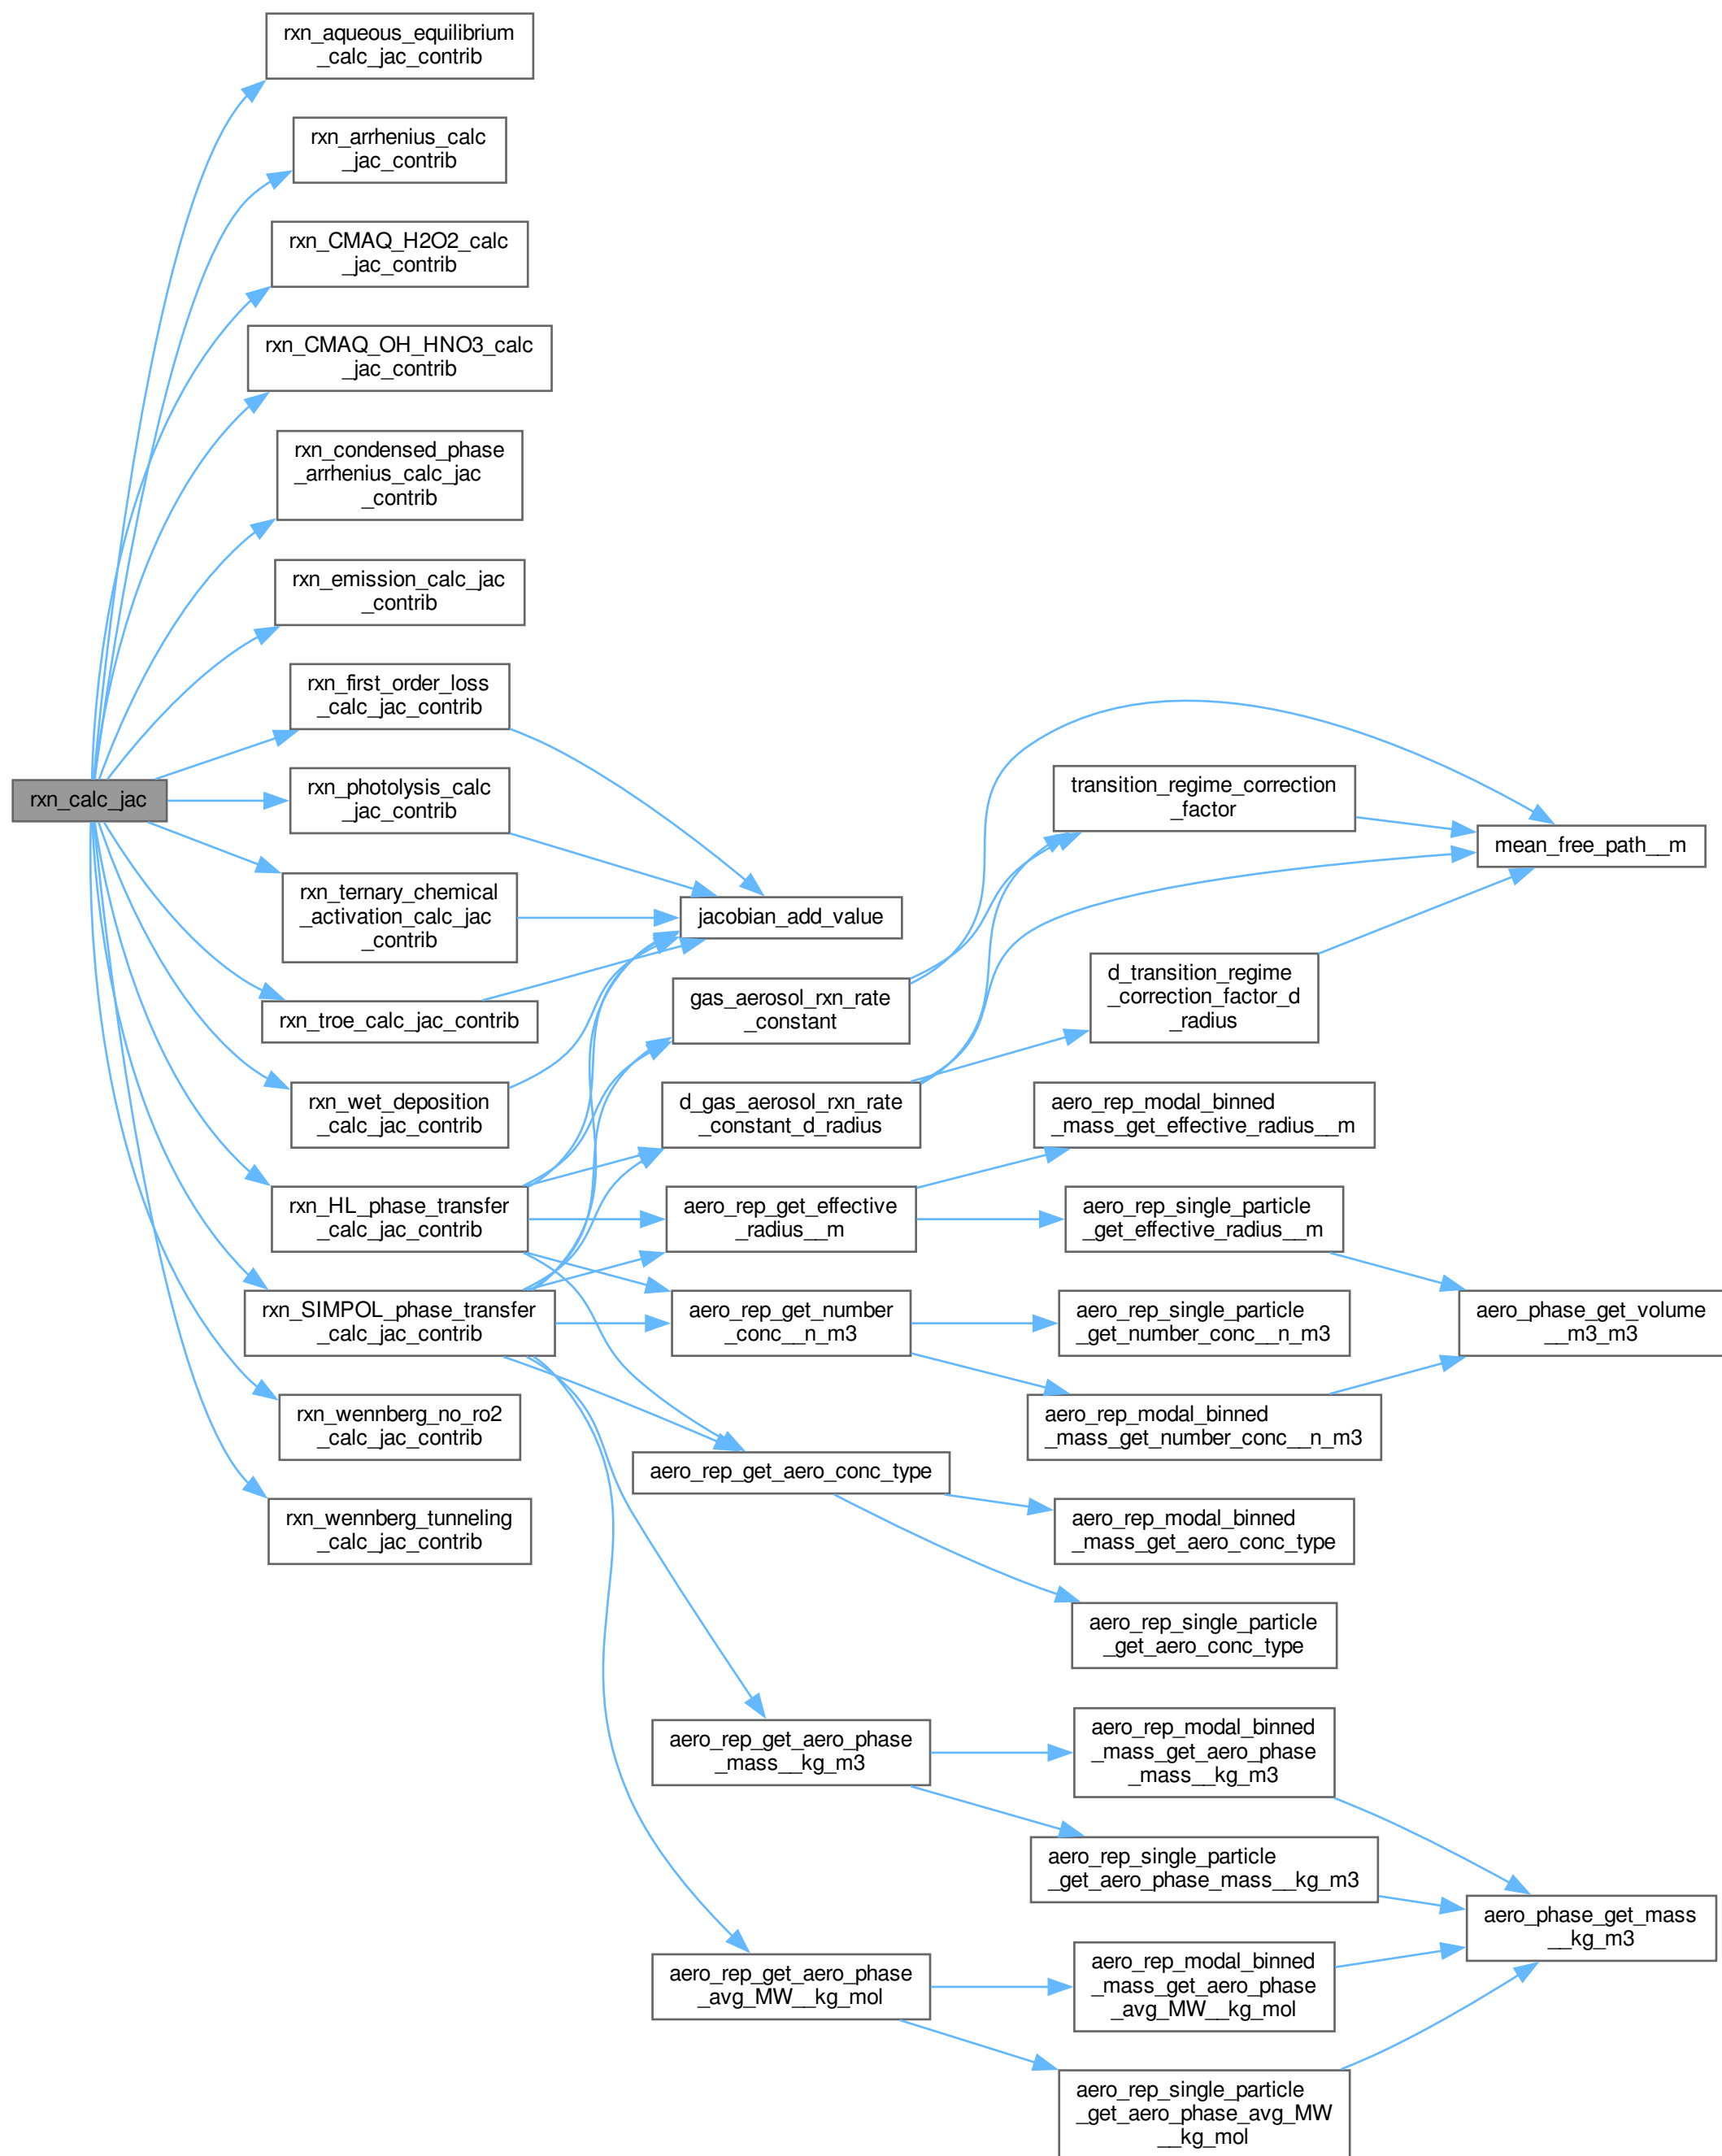 rxn_aqueous_equilibrium
_calc_jac_contrib
rxn_arrhenius_calc
_jac_contrib
rxn_CMAQ_H2O2_calc
_jac_contrib
rxn_CMAQ_OH_HNO3_calc
_jac_contrib
rxn_condensed_phase
_arrhenius_calc_jac
_contrib
rxn_emission_calc_jac
_contrib
rxn_first_order_loss
_calc_jac_contrib
rxn_calc_jac
rxn_photolysis_calc
_jac_contrib
rxn_ternary_chemical
_activation_calc_jac
_contrib
rxn_troe_calc_jac_contrib
rxn_wet_deposition
_calc_jac_contrib
rxn_HL_phase_transfer
_calc_jac_contrib
rxn_SIMPOL_phase_transfer
_calc_jac_contrib
rxn_wennberg_no_ro2
_calc_jac_contrib
rxn_wennberg_tunneling
_calc_jac_contrib
jacobian_add_value
gas_aerosol_rxn_rate
_constant
d_gas_aerosol_rxn_rate
_constant_d_radius
aero_rep_get_effective
_radius__m
aero_rep_get_number
_conc__n_m3
aero_rep_get_aero_conc_type
aero_rep_get_aero_phase
_mass__kg_m3
aero_rep_get_aero_phase
_avg_MW__kg_mol
transition_regime_correction
_factor
d_transition_regime
_correction_factor_d
_radius
aero_rep_modal_binned
_mass_get_effective_radius__m
aero_rep_single_particle
_get_effective_radius__m
aero_rep_single_particle
_get_number_conc__n_m3
aero_rep_modal_binned
_mass_get_number_conc__n_m3
aero_rep_modal_binned
_mass_get_aero_conc_type
aero_rep_single_particle
_get_aero_conc_type
aero_rep_modal_binned
_mass_get_aero_phase
_mass__kg_m3
aero_rep_single_particle
_get_aero_phase_mass__kg_m3
aero_rep_modal_binned
_mass_get_aero_phase
_avg_MW__kg_mol
aero_rep_single_particle
_get_aero_phase_avg_MW
__kg_mol
mean_free_path__m
aero_phase_get_volume
__m3_m3
aero_phase_get_mass
__kg_m3